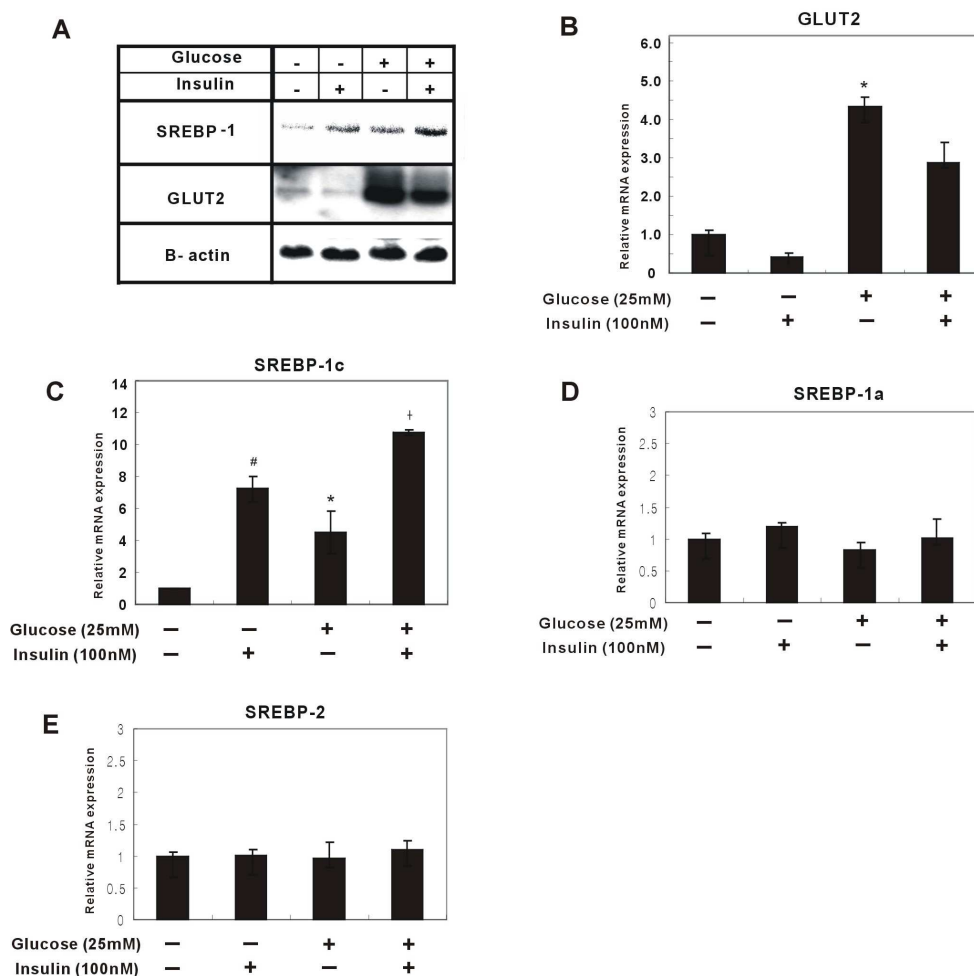 A
Glucose - - + +
Insulin - + - +
SREBP-1
GLUT2
B- actin
B
GLUT2
Relative mRNA expression
6.0
4.0
3.0
1.0
0
*
Glucose (25mM) − − + +
Insulin (100nM) − + − +
C
SREBP-1c
Relative mRNA expression
14
12
10
8
6
4
2
0
#
*
+
Glucose (25mM) − − + +
Insulin (100nM) − + − +
D
SREBP-1a
Relative mRNA expression
3
2.5
2
1.5
1
0.5
0
Glucose (25mM) − − + +
Insulin (100nM) − + − +
E
SREBP-2
Relative mRNA expression
3
2.5
2
1.5
1
0.5
0
Glucose (25mM) − − + +
Insulin (100nM) − + − +